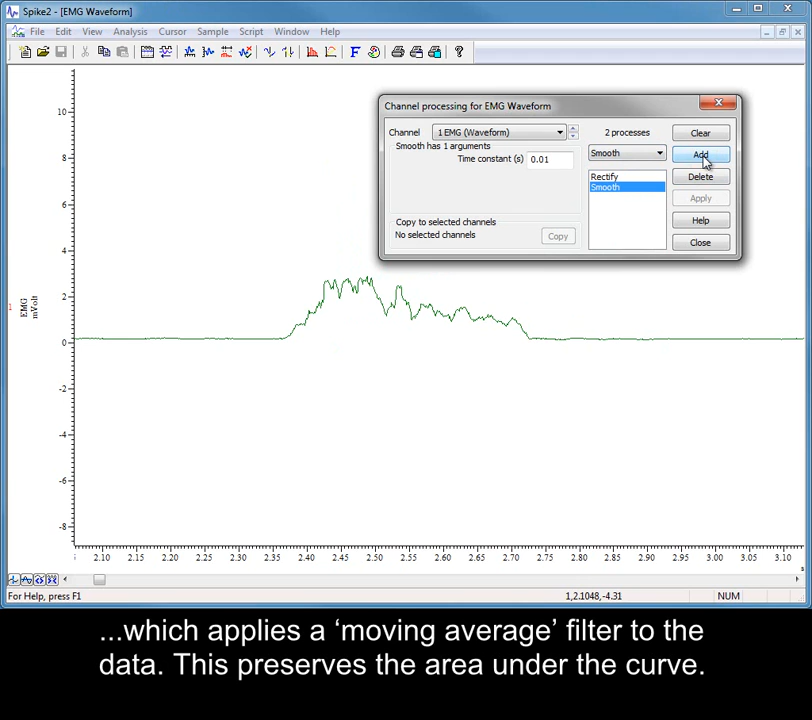 Spike2 - [EMG Waveform]
File Edit View Analysis Cursor Sample Script Window Help
Channel processing for EMG Waveform
Channel 1 EMG (Waveform) 2 processes Clear
Smooth has 1 arguments
Time constant (s) 0.01
Smooth Add
Rectify
Smooth
Delete
Apply
Copy to selected channels
No selected channels Copy
Help
Close
10
8
6
4
2
0
-2
-4
-6
-8
1
EMG
mVolt
2.10 2.15 2.20 2.25 2.30 2.35 2.40 2.45 2.50 2.55 2.60 2.65 2.70 2.75 2.80 2.85 2.90 2.95 3.00 3.05 3.10
s
For Help, press F1 1,2.1048,-4.31 NUM
...which applies a ‘moving average’ filter to the
data. This preserves the area under the curve.